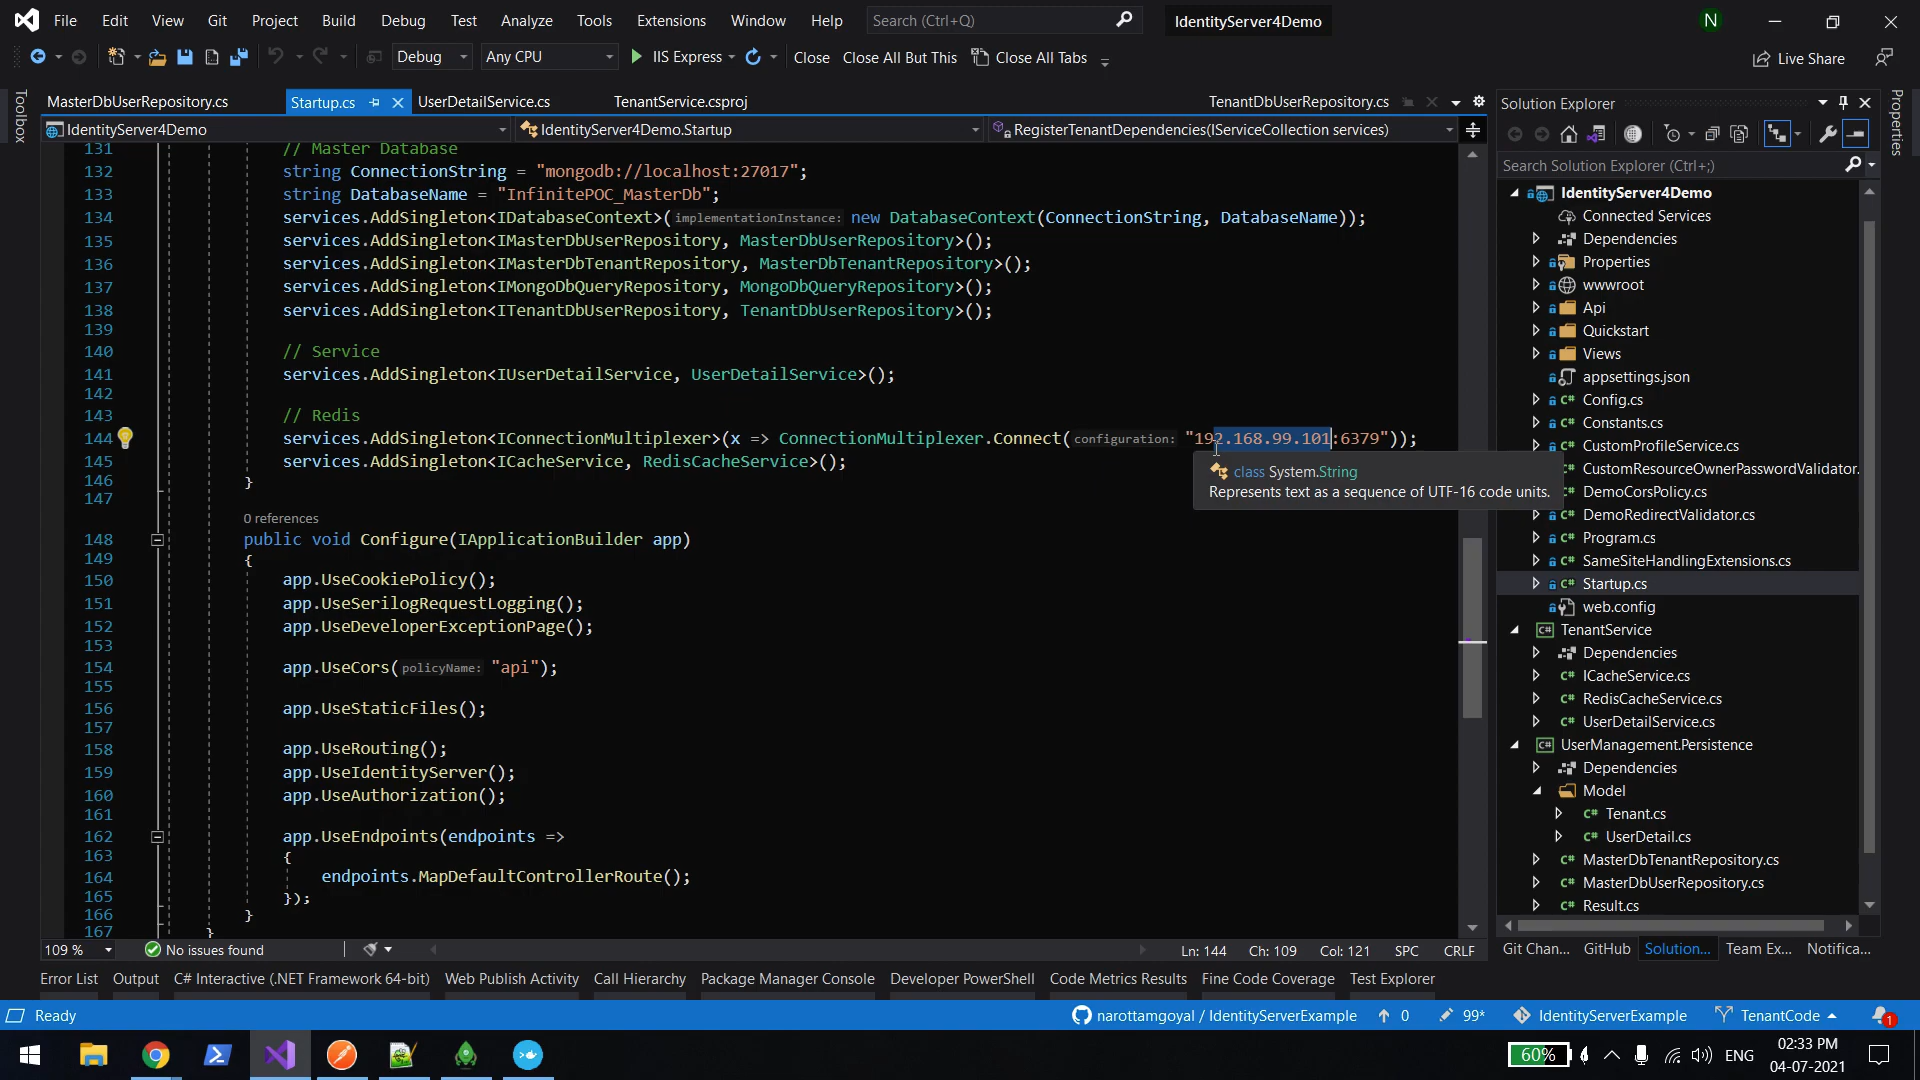 File Edit View Git Project Build Debug Test Analyze Tools Extensions Window Help Search (Ctrl+Q) IdentityServer4Demo N
Debug Any CPU IIS Express Close Close All But This Close All Tabs Live Share
Toolbox
MasterDbUserRepository.cs Startup.cs UserDetailService.cs TenantService.csproj TenantDbUserRepository.cs
IdentityServer4Demo IdentityServer4Demo.Startup RegisterTenantDependencies(IServiceCollection services)
131 // Master Database
132 string ConnectionString = "mongodb://localhost:27017";
133 string DatabaseName = "InfinitePOC_MasterDb";
134 services.AddSingleton<IDatabaseContext>(implementationInstance: new DatabaseContext(ConnectionString, DatabaseName));
135 services.AddSingleton<IMasterDbUserRepository, MasterDbUserRepository>();
136 services.AddSingleton<IMasterDbTenantRepository, MasterDbTenantRepository>();
137 services.AddSingleton<IMongoDbQueryRepository, MongoDbQueryRepository>();
138 services.AddSingleton<ITenantDbUserRepository, TenantDbUserRepository>();
139
140 // Service
141 services.AddSingleton<IUserDetailService, UserDetailService>();
142
143 // Redis
144 services.AddSingleton<IConnectionMultiplexer>(x => ConnectionMultiplexer.Connect(configuration: "192.168.99.101:6379"));
145 services.AddSingleton<ICacheService, RedisCacheService>();
146 }
147
class System.String
Represents text as a sequence of UTF-16 code units.
0 references
148 public void Configure(IApplicationBuilder app)
149 {
150 app.UseCookiePolicy();
151 app.UseSerilogRequestLogging();
152 app.UseDeveloperExceptionPage();
153
154 app.UseCors(policyName: "api");
155
156 app.UseStaticFiles();
157
158 app.UseRouting();
159 app.UseIdentityServer();
160 app.UseAuthorization();
161
162 app.UseEndpoints(endpoints =>
163 {
164 endpoints.MapDefaultControllerRoute();
165 });
166 }
167 }
109 % No issues found Ln: 144 Ch: 109 Col: 121 SPC CRLF
Solution Explorer
Search Solution Explorer (Ctrl+;)
IdentityServer4Demo
Connected Services
Dependencies
Properties
wwwroot
Api
Quickstart
Views
appsettings.json
Config.cs
Constants.cs
CustomProfileService.cs
CustomResourceOwnerPasswordValidator.
DemoCorsPolicy.cs
DemoRedirectValidator.cs
Program.cs
SameSiteHandlingExtensions.cs
Startup.cs
web.config
TenantService
Dependencies
ICacheService.cs
RedisCacheService.cs
UserDetailService.cs
UserManagement.Persistence
Dependencies
Model
Tenant.cs
UserDetail.cs
MasterDbTenantRepository.cs
MasterDbUserRepository.cs
Result.cs
Git Chan... GitHub Solution... Team Ex... Notifica...
Properties
Error List Output C# Interactive (.NET Framework 64-bit) Web Publish Activity Call Hierarchy Package Manager Console Developer PowerShell Code Metrics Results Fine Code Coverage Test Explorer
Ready narottamgoyal / IdentityServerExample 0 99* IdentityServerExample TenantCode 1
60% ENG 02:33 PM
04-07-2021